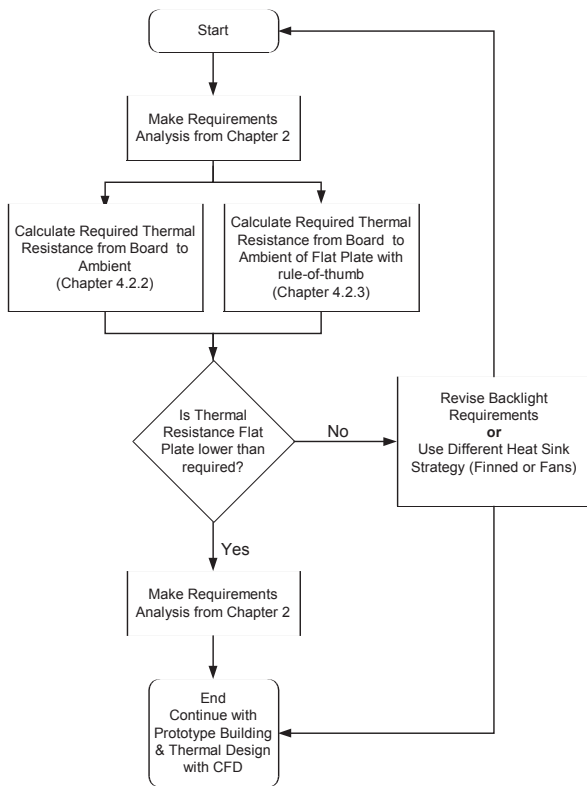 Start
Make Requirements
Analysis from Chapter 2
Calculate Required Thermal
Resistance from Board to
Ambient
(Chapter 4.2.2)
Calculate Required Thermal
Resistance from Board to
Ambient of Flat Plate with
rule-of-thumb
(Chapter 4.2.3)
Is Thermal
Resistance Flat
Plate lower than
required?
No
Revise Backlight
Requirements
or
Use Different Heat Sink
Strategy (Finned or Fans)
Yes
Make Requirements
Analysis from Chapter 2
End
Continue with
Prototype Building
& Thermal Design
with CFD